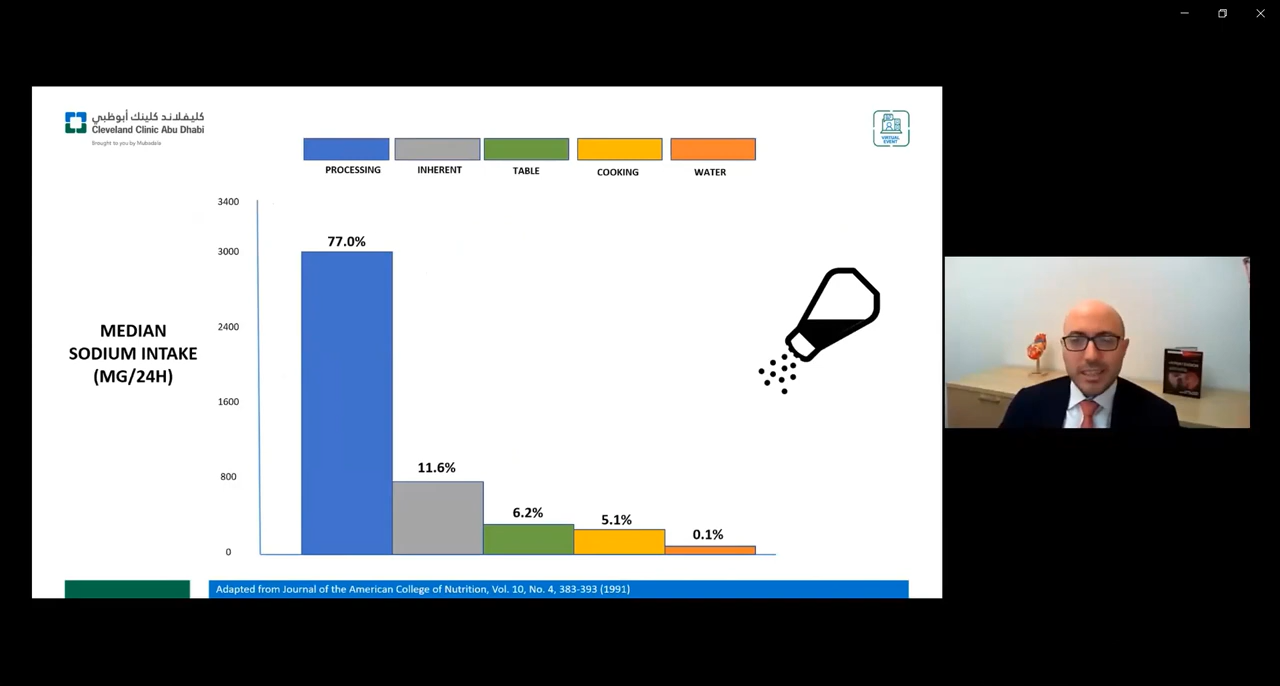 كليفلاند كلينك أبوظبي
Cleveland Clinic Abu Dhabi
Brought to you by Mubadala
VIRTUAL
EVENT
PROCESSING
INHERENT
TABLE
COOKING
WATER
3400
3000
2400
1600
800
0
MEDIAN
SODIUM INTAKE
(MG/24H)
77.0%
11.6%
6.2%
5.1%
0.1%
Adapted from Journal of the American College of Nutrition, Vol. 10, No. 4, 383-393 (1991)